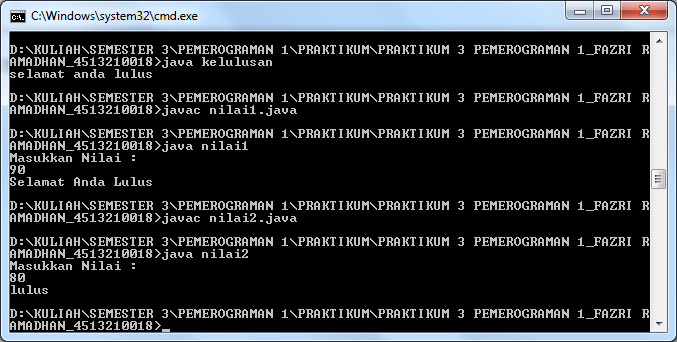 C:\Windows\system32\cmd.exe
D:\KULIAH\SEMESTER 3\PEMEROGRAMAN 1\PRAKTIKUM\PRAKTIKUM 3 PEMEROGRAMAN 1_FAZRI R
AMADHAN_4513210018>java kelulusan
selamat anda lulus
D:\KULIAH\SEMESTER 3\PEMEROGRAMAN 1\PRAKTIKUM\PRAKTIKUM 3 PEMEROGRAMAN 1_FAZRI R
AMADHAN_4513210018>javac nilai1.java
D:\KULIAH\SEMESTER 3\PEMEROGRAMAN 1\PRAKTIKUM\PRAKTIKUM 3 PEMEROGRAMAN 1_FAZRI R
AMADHAN_4513210018>java nilai1
Masukkan Nilai :
90
Selamat Anda Lulus
D:\KULIAH\SEMESTER 3\PEMEROGRAMAN 1\PRAKTIKUM\PRAKTIKUM 3 PEMEROGRAMAN 1_FAZRI R
AMADHAN_4513210018>javac nilai2.java
D:\KULIAH\SEMESTER 3\PEMEROGRAMAN 1\PRAKTIKUM\PRAKTIKUM 3 PEMEROGRAMAN 1_FAZRI R
AMADHAN_4513210018>java nilai2
Masukkan Nilai :
80
lulus
D:\KULIAH\SEMESTER 3\PEMEROGRAMAN 1\PRAKTIKUM\PRAKTIKUM 3 PEMEROGRAMAN 1_FAZRI R
AMADHAN_4513210018>_